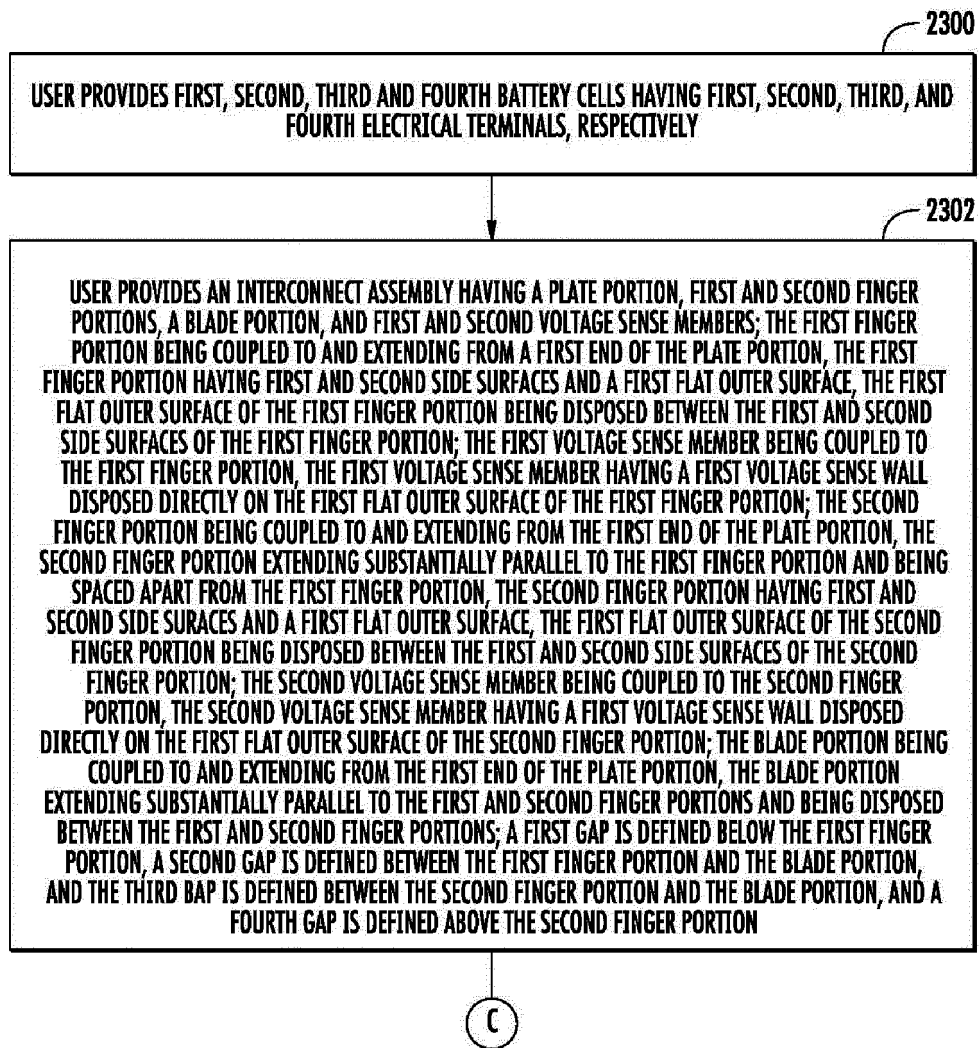 2300
USER PROVIDES FIRST, SECOND, THIRD AND FOURTH BATTERY CELLS HAVING FIRST, SECOND, THIRD, AND
FOURTH ELECTRICAL TERMINALS, RESPECTIVELY
2302
USER PROVIDES AN INTERCONNECT ASSEMBLY HAVING A PLATE PORTION, FIRST AND SECOND FINGER
PORTIONS, A BLADE PORTION, AND FIRST AND SECOND VOLTAGE SENSE MEMBERS; THE FIRST FINGER
PORTION BEING COUPLED TO AND EXTENDING FROM A FIRST END OF THE PLATE PORTION, THE FIRST
FINGER PORTION HAVING FIRST AND SECOND SIDE SURFACES AND A FIRST FLAT OUTER SURFACE, THE FIRST
FLAT OUTER SURFACE OF THE FIRST FINGER PORTION BEING DISPOSED BETWEEN THE FIRST AND SECOND
SIDE SURFACES OF THE FIRST FINGER PORTION; THE FIRST VOLTAGE SENSE MEMBER BEING COUPLED TO
THE FIRST FINGER PORTION, THE FIRST VOLTAGE SENSE MEMBER HAVING A FIRST VOLTAGE SENSE WALL
DISPOSED DIRECTLY ON THE FIRST FLAT OUTER SURFACE OF THE FIRST FINGER PORTION; THE SECOND
FINGER PORTION BEING COUPLED TO AND EXTENDING FROM THE FIRST END OF THE PLATE PORTION, THE
SECOND FINGER PORTION EXTENDING SUBSTANTIALLY PARALLEL TO THE FIRST FINGER PORTION AND BEING
SPACED APART FROM THE FIRST FINGER PORTION, THE SECOND FINGER PORTION HAVING FIRST AND
SECOND SIDE SURACES AND A FIRST FLAT OUTER SURFACE, THE FIRST FLAT OUTER SURFACE OF THE SECOND
FINGER PORTION BEING DISPOSED BETWEEN THE FIRST AND SECOND SIDE SURFACES OF THE SECOND
FINGER PORTION; THE SECOND VOLTAGE SENSE MEMBER BEING COUPLED TO THE SECOND FINGER
PORTION, THE SECOND VOLTAGE SENSE MEMBER HAVING A FIRST VOLTAGE SENSE WALL DISPOSED
DIRECTLY ON THE FIRST FLAT OUTER SURFACE OF THE SECOND FINGER PORTION; THE BLADE PORTION BEING
COUPLED TO AND EXTENDING FROM THE FIRST END OF THE PLATE PORTION, THE BLADE PORTION
EXTENDING SUBSTANTIALLY PARALLEL TO THE FIRST AND SECOND FINGER PORTIONS AND BEING DISPOSED
BETWEEN THE FIRST AND SECOND FINGER PORTIONS; A FIRST GAP IS DEFINED BELOW THE FIRST FINGER
PORTION, A SECOND GAP IS DEFINED BETWEEN THE FIRST FINGER PORTION AND THE BLADE PORTION,
AND THE THIRD BAP IS DEFINED BETWEEN THE SECOND FINGER PORTION AND THE BLADE PORTION, AND A
FOURTH GAP IS DEFINED ABOVE THE SECOND FINGER PORTION
C